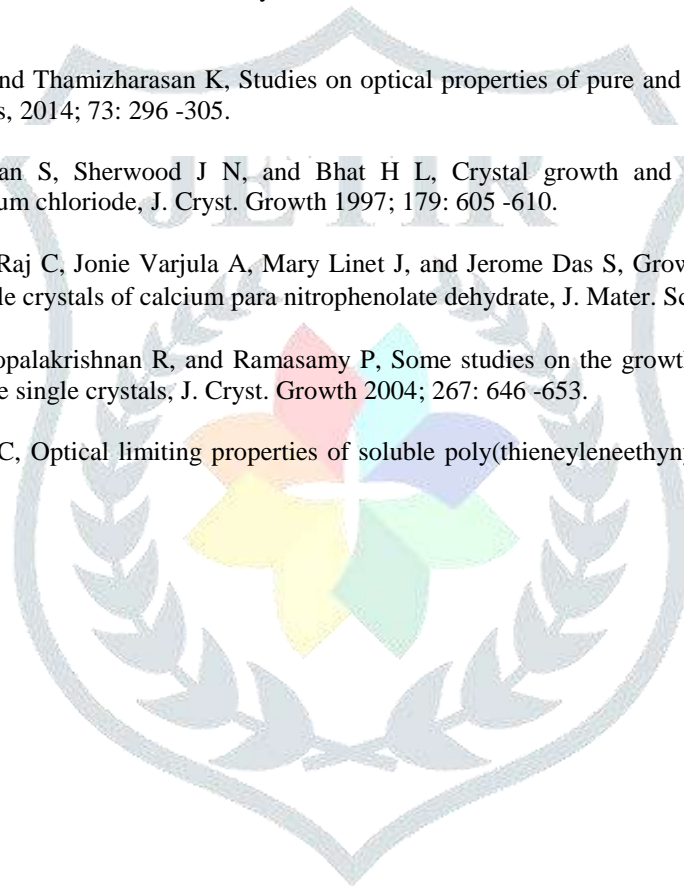 nd Thamizharasan K, Studies on optical properties of pure and
s, 2014; 73: 296 -305.
JETIR
an S, Sherwood J N, and Bhat H L, Crystal growth and
um chloriode, J. Cryst. Growth 1997; 179: 605 -610.
Raj C, Jonie Varjula A, Mary Linet J, and Jerome Das S, Grow
le crystals of calcium para nitrophenolate dehydrate, J. Mater. Sc
opalakrishnan R, and Ramasamy P, Some studies on the growt
e single crystals, J. Cryst. Growth 2004; 267: 646 -653.
C, Optical limiting properties of soluble poly(thieneyleneethyny